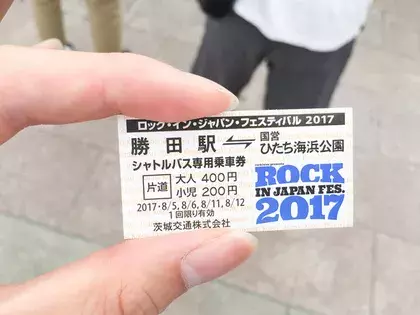 ロック・イン・ジャパン・フェスティバル 2017
勝田駅 ⇌ 国営ひたち海浜公園
シャトルバス専用乗車券
片道
大人 400円
小児 200円
2017・8/5, 8/6, 8/11, 8/12
1回限り有効
茨城交通株式会社
ROCK
IN JAPAN FES.
2017